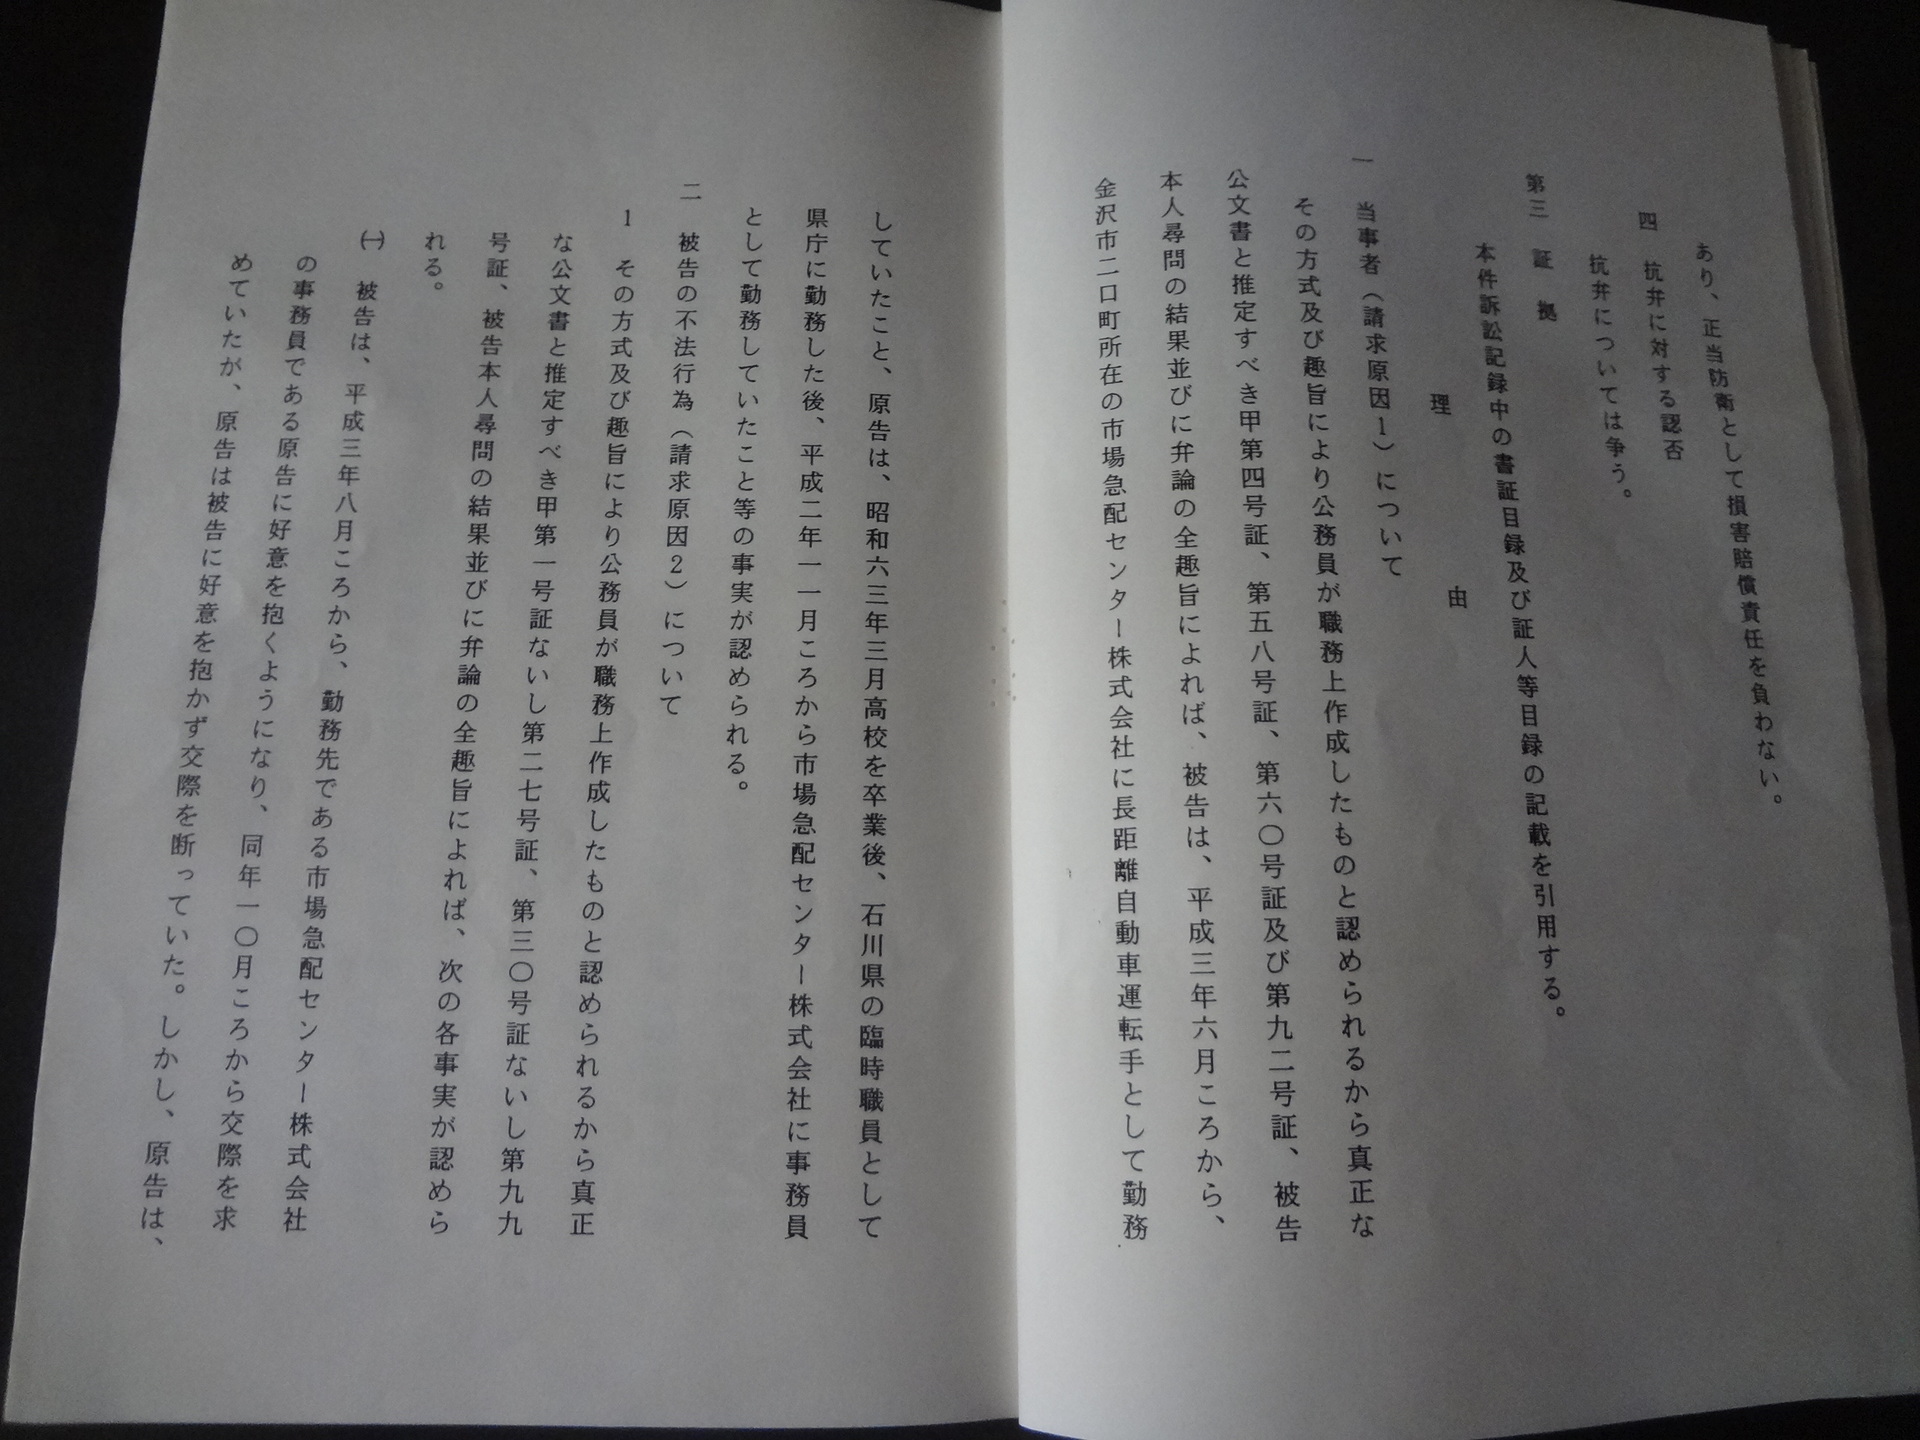 あり、正当防衛として損害賠償責任を負わない。
四　抗弁に対する認否
抗弁については争う。
第三　証　拠
本件訴訟記録中の書証目録及び証人等目録の記載を引用する。
理　　　　由
一　当事者（請求原因1）について
その方式及び趣旨により公務員が職務上作成したものと認められるから真正な
公文書と推定すべき甲第四号証、第五八号証、第六〇号証及び第九二号証、被告
本人尋問の結果並びに弁論の全趣旨によれば、被告は、平成三年六月ころから、
金沢市二口町所在の市場急配センター株式会社に長距離自動車運転手として勤務
していたこと、原告は、昭和六三年三月高校を卒業後、石川県の臨時職員として
県庁に勤務した後、平成二年一一月ころから市場急配センター株式会社に事務員
として勤務していたこと等の事実が認められる。
二　被告の不法行為（請求原因2）について
1　その方式及び趣旨により公務員が職務上作成したものと認められるから真正
な公文書と推定すべき甲第一号証ないし第二七号証、第三〇号証ないし第九九
号証、被告本人尋問の結果並びに弁論の全趣旨によれば、次の各事実が認めら
れる。
㈠　被告は、平成三年八月ころから、勤務先である市場急配センター株式会社
の事務員である原告に好意を抱くようになり、同年一〇月ころから交際を求
めていたが、原告は被告に好意を抱かず交際を断っていた。しかし、原告は、